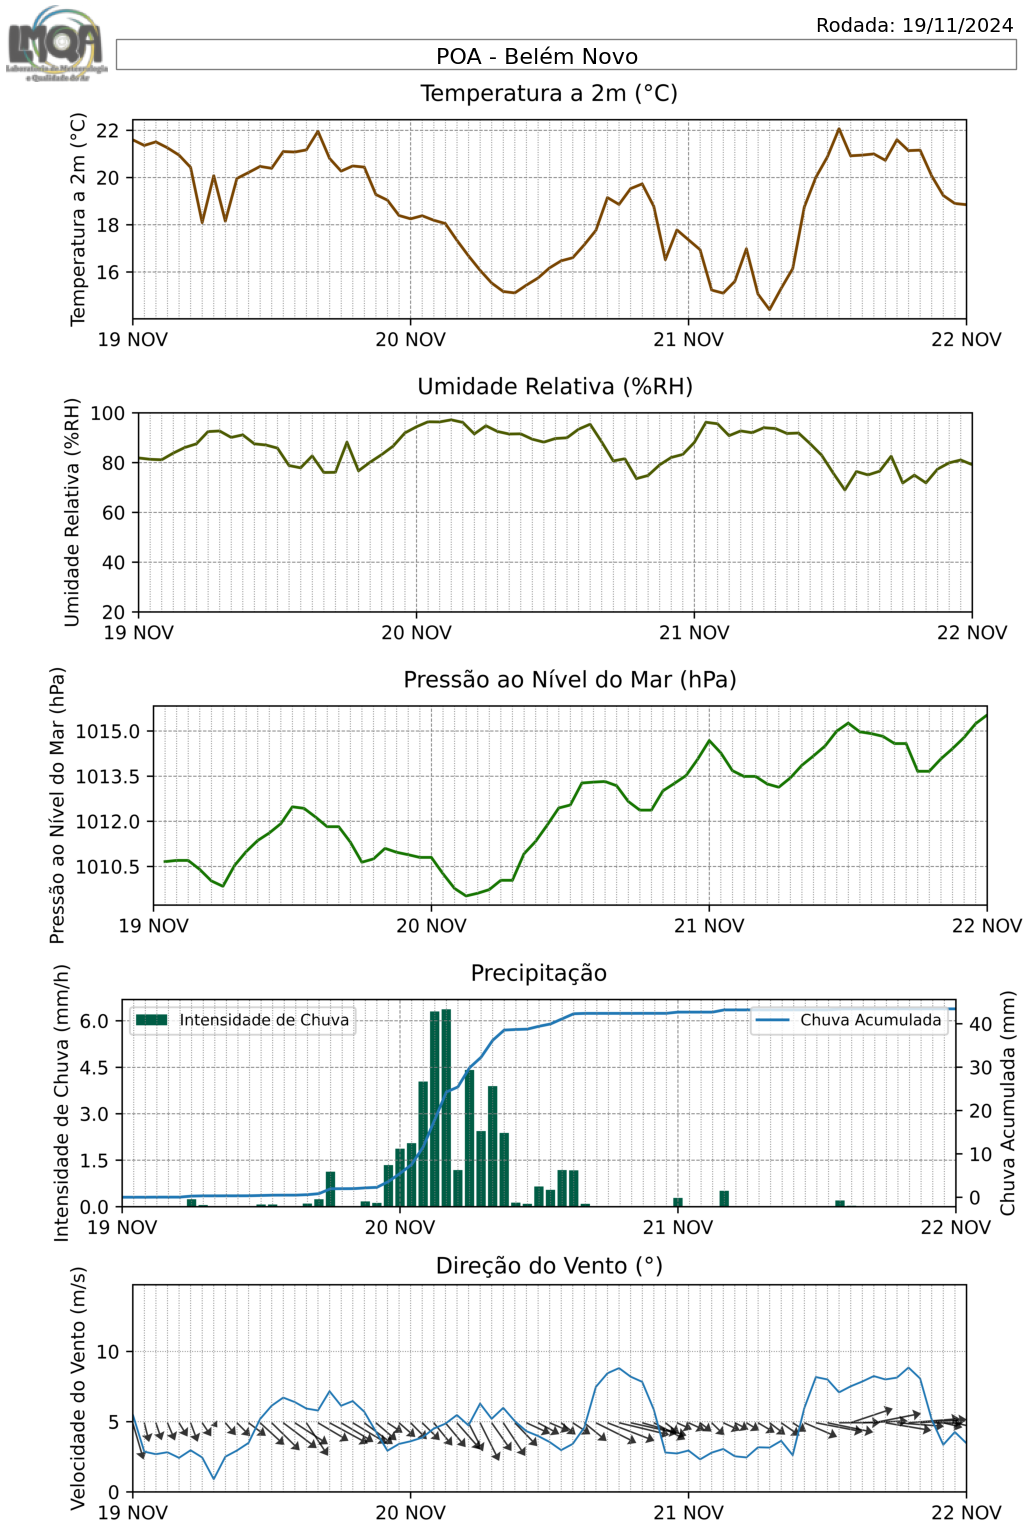 LMQA
Laboratório de Meteorologia
e Qualidade do Ar
Rodada: 19/11/2024
POA - Belém Novo
Temperatura a 2m (°C)
Temperatura a 2m (°C)
22
20
18
16
19 NOV 20 NOV 21 NOV 22 NOV
Umidade Relativa (%RH)
Umidade Relativa (%RH)
100
80
60
40
20
19 NOV 20 NOV 21 NOV 22 NOV
Pressão ao Nível do Mar (hPa)
Pressão ao Nível do Mar (hPa)
1015.0
1013.5
1012.0
1010.5
19 NOV 20 NOV 21 NOV 22 NOV
Precipitação
Intensidade de Chuva (mm/h)
6.0
4.5
3.0
1.5
0.0
Intensidade de Chuva
Chuva Acumulada
40
30
20
10
0
Chuva Acumulada (mm)
19 NOV 20 NOV 21 NOV 22 NOV
Direção do Vento (°)
Velocidade do Vento (m/s)
10
5
0
19 NOV 20 NOV 21 NOV 22 NOV